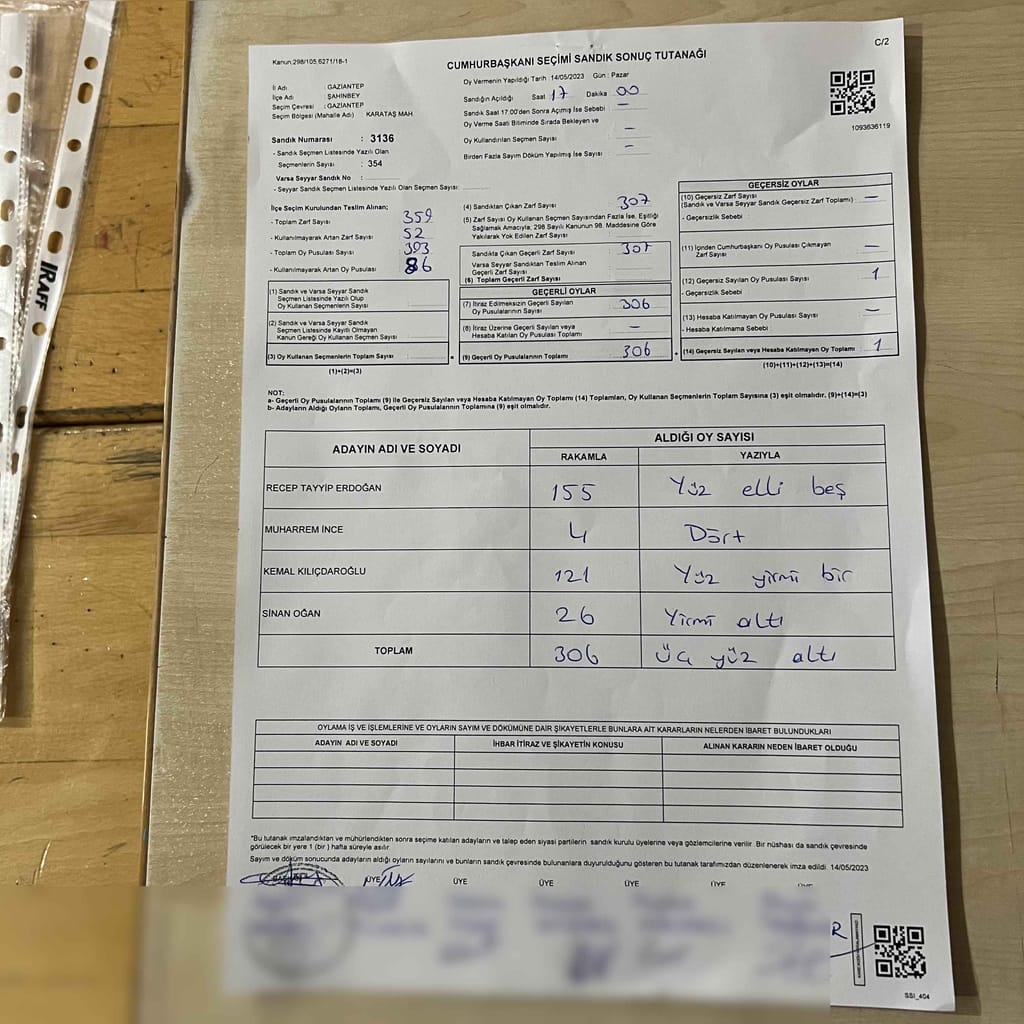 Kanun:298/105,6271/18-1
C/2
CUMHURBAŞKANI SEÇİMİ SANDIK SONUÇ TUTANAĞI
Oy Vermenin Yapıldığı Tarih :14/05/2023 Gün : Pazar
İl Adı : GAZİANTEP
İlçe Adı : ŞAHİNBEY
Seçim Çevresi : GAZİANTEP
Seçim Bölgesi (Mahalle Adı) KARATAŞ MAH.
Sandığın Açıldığı Saat 17 Dakika 00
Sandık Saat 17:00'den Sonra Açımış İse Sebebi —
Oy Verme Saati Bitiminde Sırada Bekleyen ve
Oy Kullandırılan Seçmen Sayısı —
Birden Fazla Sayım Döküm Yapılmış İse Sayısı —
1093636119
Sandık Numarası : 3136
- Sandık Seçmen Listesinde Yazılı Olan
Seçmenlerin Sayısı : 354
Varsa Seyyar Sandık No :
- Seyyar Sandık Seçmen Listesinde Yazılı Olan Seçmen Sayısı:
İlçe Seçim Kurulundan Teslim Alınan;
- Toplam Zarf Sayısı 359
- Kullanılmayarak Artan Zarf Sayısı 52
- Toplam Oy Pusulası Sayısı 393
- Kullanılmayarak Artan Oy Pusulası 86
(1) Sandık ve Varsa Seyyar Sandık
Seçmen Listesinde Yazılı Olup
Oy Kullanan Seçmenlerin Sayısı
(2) Sandık ve Varsa Seyyar Sandık
Seçmen Listesinde Kayıtlı Olmayan
Kanun Gereği Oy Kullanan Seçmen Sayısı
(3) Oy Kullanan Seçmenlerin Toplam Sayısı
(1)+(2)=(3)
(4) Sandıktan Çıkan Zarf Sayısı 307
(5) Zarf Sayısı Oy Kullanan Seçmen Sayısından Fazla İse, Eşitliği
Sağlamak Amacıyla, 298 Sayılı Kanunun 98. Maddesine Göre
Yakılarak Yok Edilen Zarf Sayısı
Sandıkta Çıkan Geçerli Zarf Sayısı 307
Varsa Seyyar Sandıktan Teslim Alınan
Geçerli Zarf Sayısı
(6) Toplam Geçerli Zarf Sayısı
GEÇERLİ OYLAR
(7) İtiraz Edilmeksizin Geçerli Sayılan
Oy Pusulalarının Sayısı 306
(8) İtiraz Üzerine Geçerli Sayılan veya
Hesaba Katılan Oy Pusulası Toplamı —
(9) Geçerli Oy Pusulalarının Toplamı 306
GEÇERSİZ OYLAR
(10) Geçersiz Zarf Sayısı
(Sandık ve Varsa Seyyar Sandık Geçersiz Zarf Toplamı) —
- Geçersizlik Sebebi :
(11) İçinden Cumhurbaşkanı Oy Pusulası Çıkmayan
Zarf Sayısı —
(12) Geçersiz Sayılan Oy Pusulası Sayısı 1
- Geçersizlik Sebebi
(13) Hesaba Katılmayan Oy Pusulası Sayısı —
- Hesaba Katılmama Sebebi
(14) Geçersiz Sayılan veya Hesaba Katılmayan Oy Toplamı 1
(10)+(11)+(12)+(13)=(14)
NOT:
a- Geçerli Oy Pusulalarının Toplamı (9) ile Geçersiz Sayılan veya Hesaba Katılmayan Oy Toplamı (14) Toplamları, Oy Kullanan Seçmenlerin Toplam Sayısına (3) eşit olmalıdır. (9)+(14)=(3)
b- Adayların Aldığı Oyların Toplamı, Geçerli Oy Pusulalarının Toplamına (9) eşit olmalıdır.
ADAYIN ADI VE SOYADI ALDIĞI OY SAYISI
RAKAMLA YAZIYLA
RECEP TAYYİP ERDOĞAN 155 Yüz elli beş
MUHARREM İNCE 4 Dört
KEMAL KILIÇDAROĞLU 121 Yüz yirmi bir
SİNAN OĞAN 26 Yirmi altı
TOPLAM 306 Üç yüz altı
OYLAMA İŞ VE İŞLEMLERİNE VE OYLARIN SAYIM VE DÖKÜMÜNE DAİR ŞİKAYETLERLE BUNLARA AİT KARARLARIN NELERDEN İBARET BULUNDUKLARI
ADAYIN ADI VE SOYADI İHBAR İTİRAZ VE ŞİKAYETİN KONUSU ALINAN KARARIN NEDEN İBARET OLDUĞU
*Bu tutanak imzalandıktan ve mühürlendikten sonra seçime katılan adayların ve talep eden siyasi partilerin sandık kurulu üyelerine veya gözlemcilerine verilir. Bir nüshası da sandık çevresinde
görülecek bir yere 1 (bir ) hafta süreyle asılır.
Sayım ve döküm sonucunda adayların aldığı oyların sayılarını ve bunların sandık çevresinde bulunanlara duyurulduğunu gösteren bu tutanak tarafımızdan düzenlenerek imza edildi. 14/05/2023
ÜYE ÜYE ÜYE ÜYE ÜYE
SSI_404